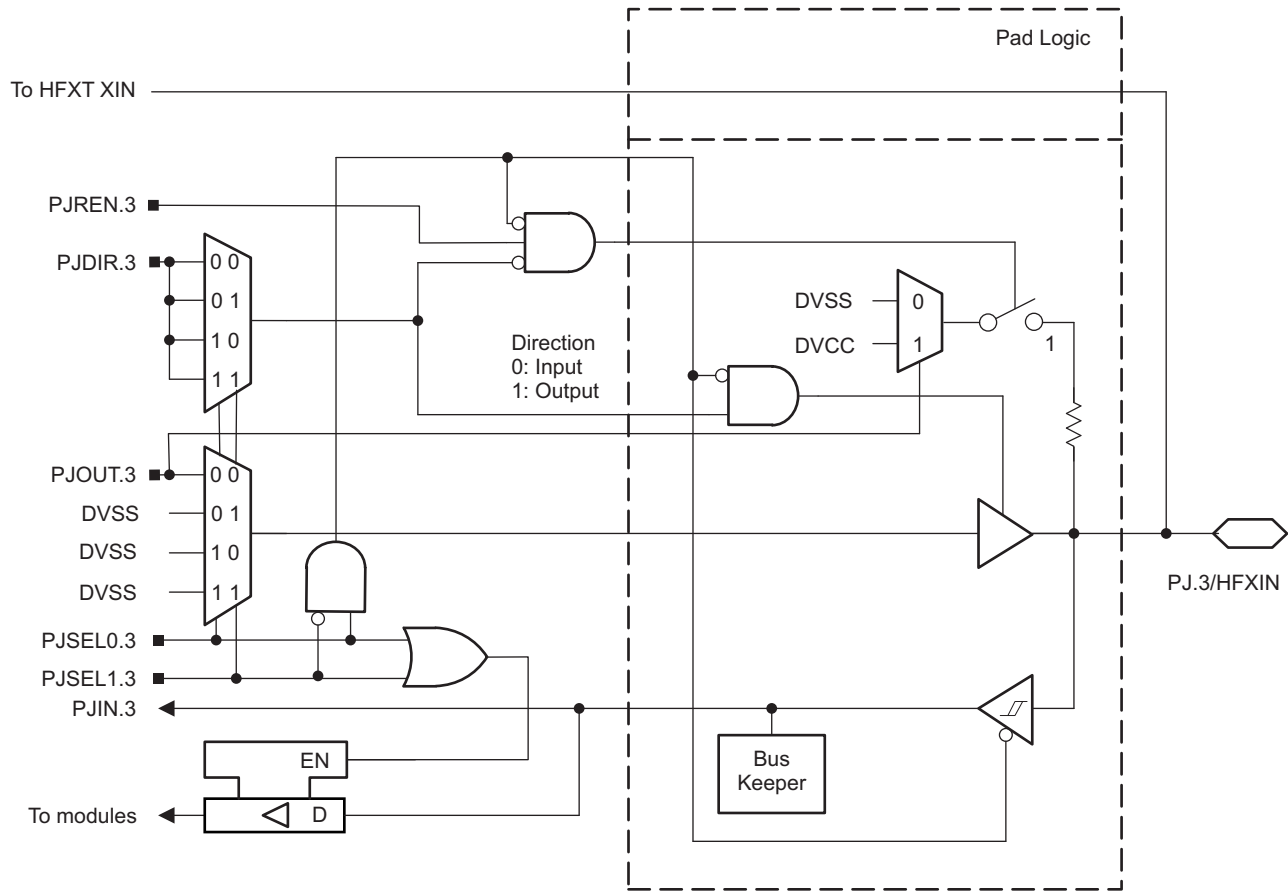 Pad Logic
To HFXT XIN
PJREN.3
PJDIR.3
0 0
0 1
1 0
1 1
Direction
0: Input
1: Output
DVSS
DVCC
0
1
1
PJOUT.3
DVSS
DVSS
DVSS
0 0
0 1
1 0
1 1
PJ.3/HFXIN
PJSEL0.3
PJSEL1.3
PJIN.3
EN
D
To modules
Bus
Keeper